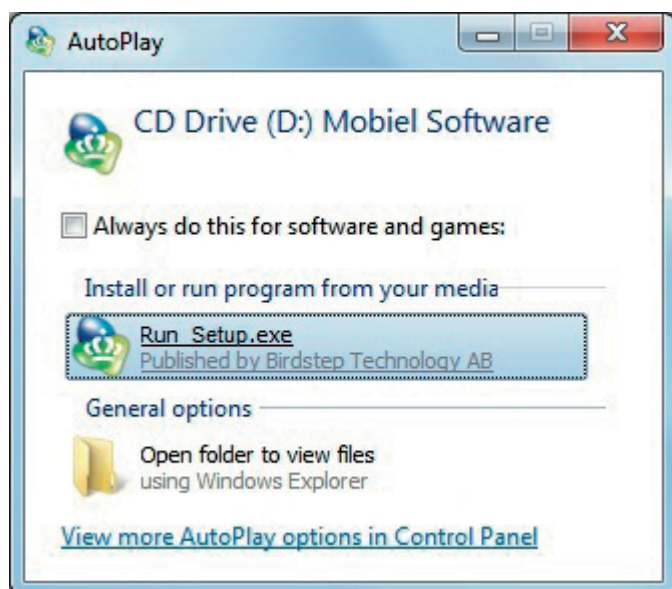 AutoPlay
CD Drive (D:) Mobiel Software
Always do this for software and games:
Install or run program from your media
Run Setup.exe
Published by Birdstep Technology AB
General options
Open folder to view files
using Windows Explorer
View more AutoPlay options in Control Panel